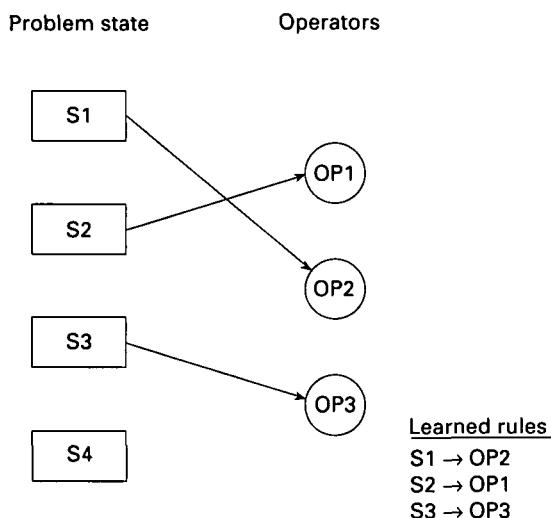 Problem state
Operators
S1
OP1
S2
OP2
S3
OP3
S4
Learned rules
S1 → OP2
S2 → OP1
S3 → OP3